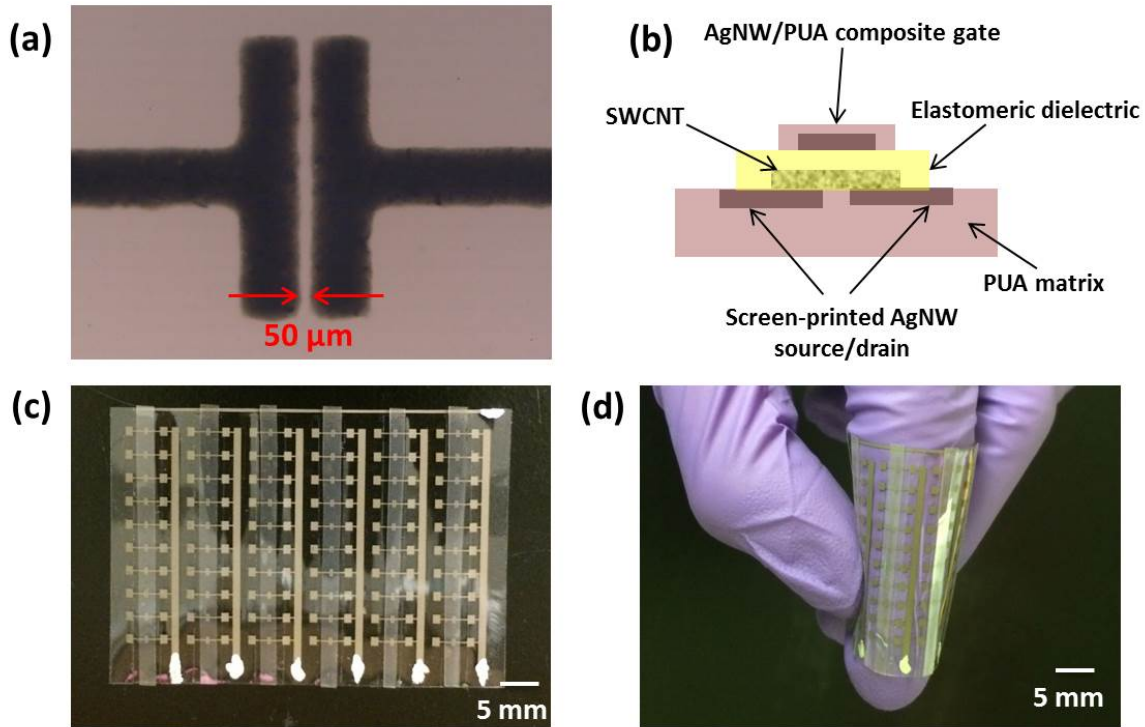 (a)
50 µm
(b)
AgNW/PUA composite gate
SWCNT
Elastomeric dielectric
PUA matrix
Screen-printed AgNW
source/drain
(c)
5 mm
(d)
5 mm